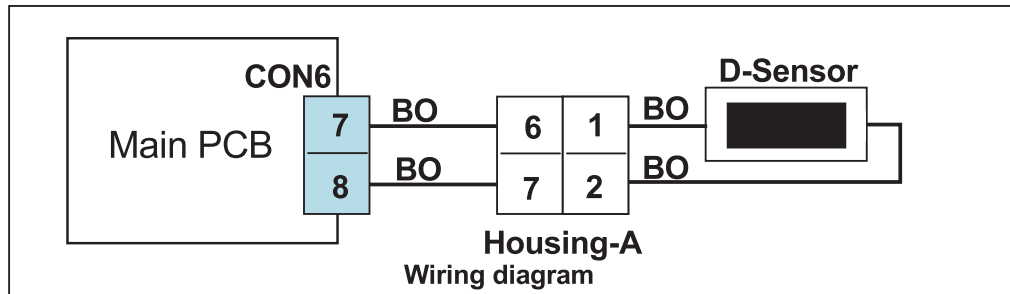 D-Sensor
CON6
BO BO
7 6 1
Main PCB
BO BO
8 7 2
Housing-A
Wiring diagram